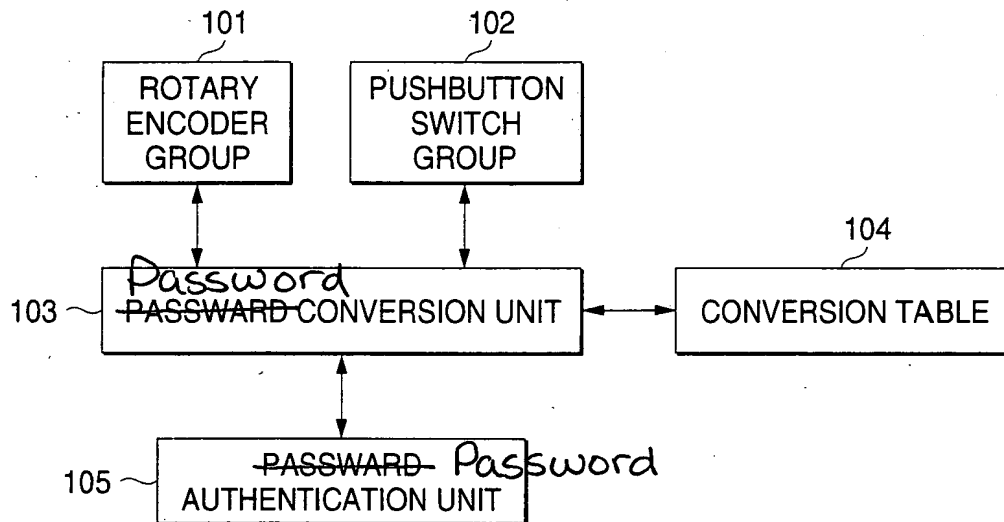 101
102
ROTARY
ENCODER
GROUP
PUSHBUTTON
SWITCH
GROUP
104
Password
103
PASSWARD CONVERSION UNIT
CONVERSION TABLE
PASSWARD Password
105
AUTHENTICATION UNIT